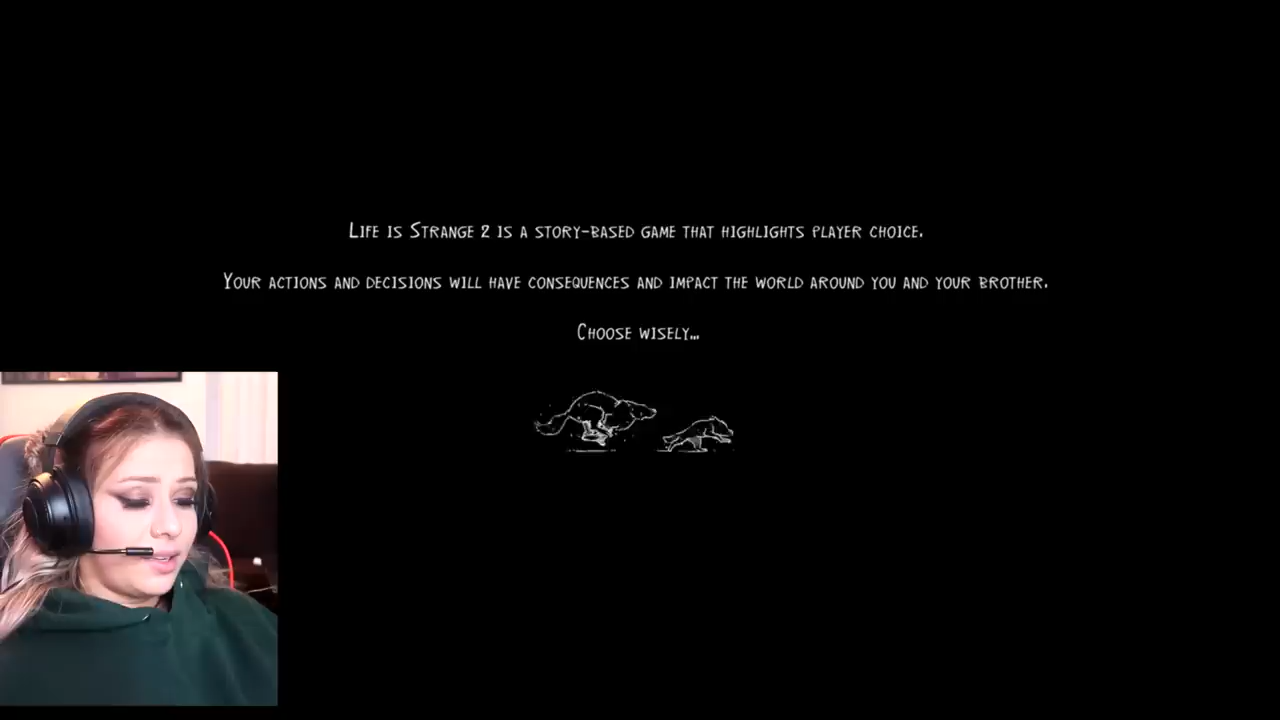 Life is Strange 2 is a story-based game that highlights player choice.
Your actions and decisions will have consequences and impact the world around you and your brother.
Choose wisely...